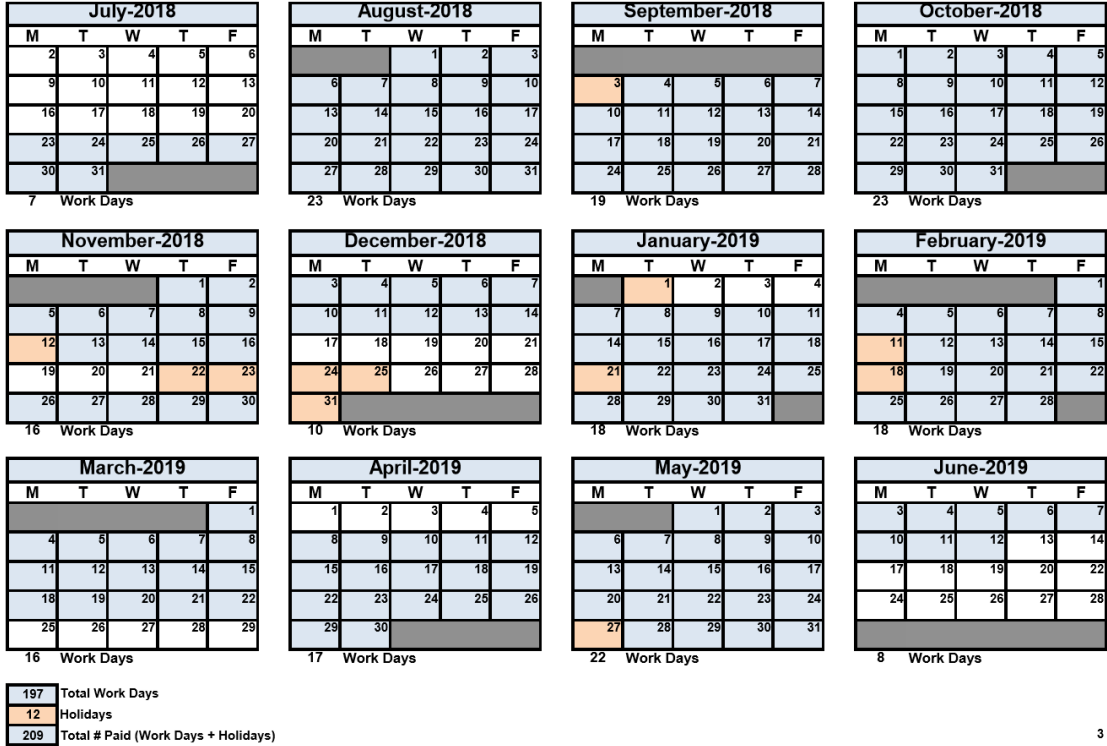 July-2018 August-2018 September-2018 October-2018
M T W T F M T W T F M T W T F M T W T F
2 3 4 5 6 1 2 3 1 2 3 4 5
9 10 11 12 13 6 7 8 9 10 3 4 5 6 7 8 9 10 11 12
16 17 18 19 20 13 14 15 16 17 10 11 12 13 14 15 16 17 18 19
23 24 25 26 27 20 21 22 23 24 17 18 19 20 21 22 23 24 25 26
30 31 27 28 29 30 31 24 25 26 27 28 29 30 31
7 Work Days 23 Work Days 19 Work Days 23 Work Days
November-2018 December-2018 January-2019 February-2019
M T W T F M T W T F M T W T F M T W T F
1 2 3 4 5 6 7 1 2 3 4 1
5 6 7 8 9 10 11 12 13 14 7 8 9 10 11 4 5 6 7 8
12 13 14 15 16 17 18 19 20 21 14 15 16 17 18 11 12 13 14 15
19 20 21 22 23 24 25 26 27 28 21 22 23 24 25 18 19 20 21 22
26 27 28 29 30 31 28 29 30 31 25 26 27 28
16 Work Days 10 Work Days 18 Work Days 18 Work Days
March-2019 April-2019 May-2019 June-2019
M T W T F M T W T F M T W T F M T W T F
1 1 2 3 4 5 1 2 3 3 4 5 6 7
4 5 6 7 8 8 9 10 11 12 6 7 8 9 10 10 11 12 13 14
11 12 13 14 15 15 16 17 18 19 13 14 15 16 17 17 18 19 20 22
18 19 20 21 22 22 23 24 25 26 20 21 22 23 24 24 25 26 27 28
25 26 27 28 29 29 30 27 28 29 30 31
16 Work Days 17 Work Days 22 Work Days 8 Work Days
197 Total Work Days
12 Holidays
209 Total # Paid (Work Days + Holidays)
3